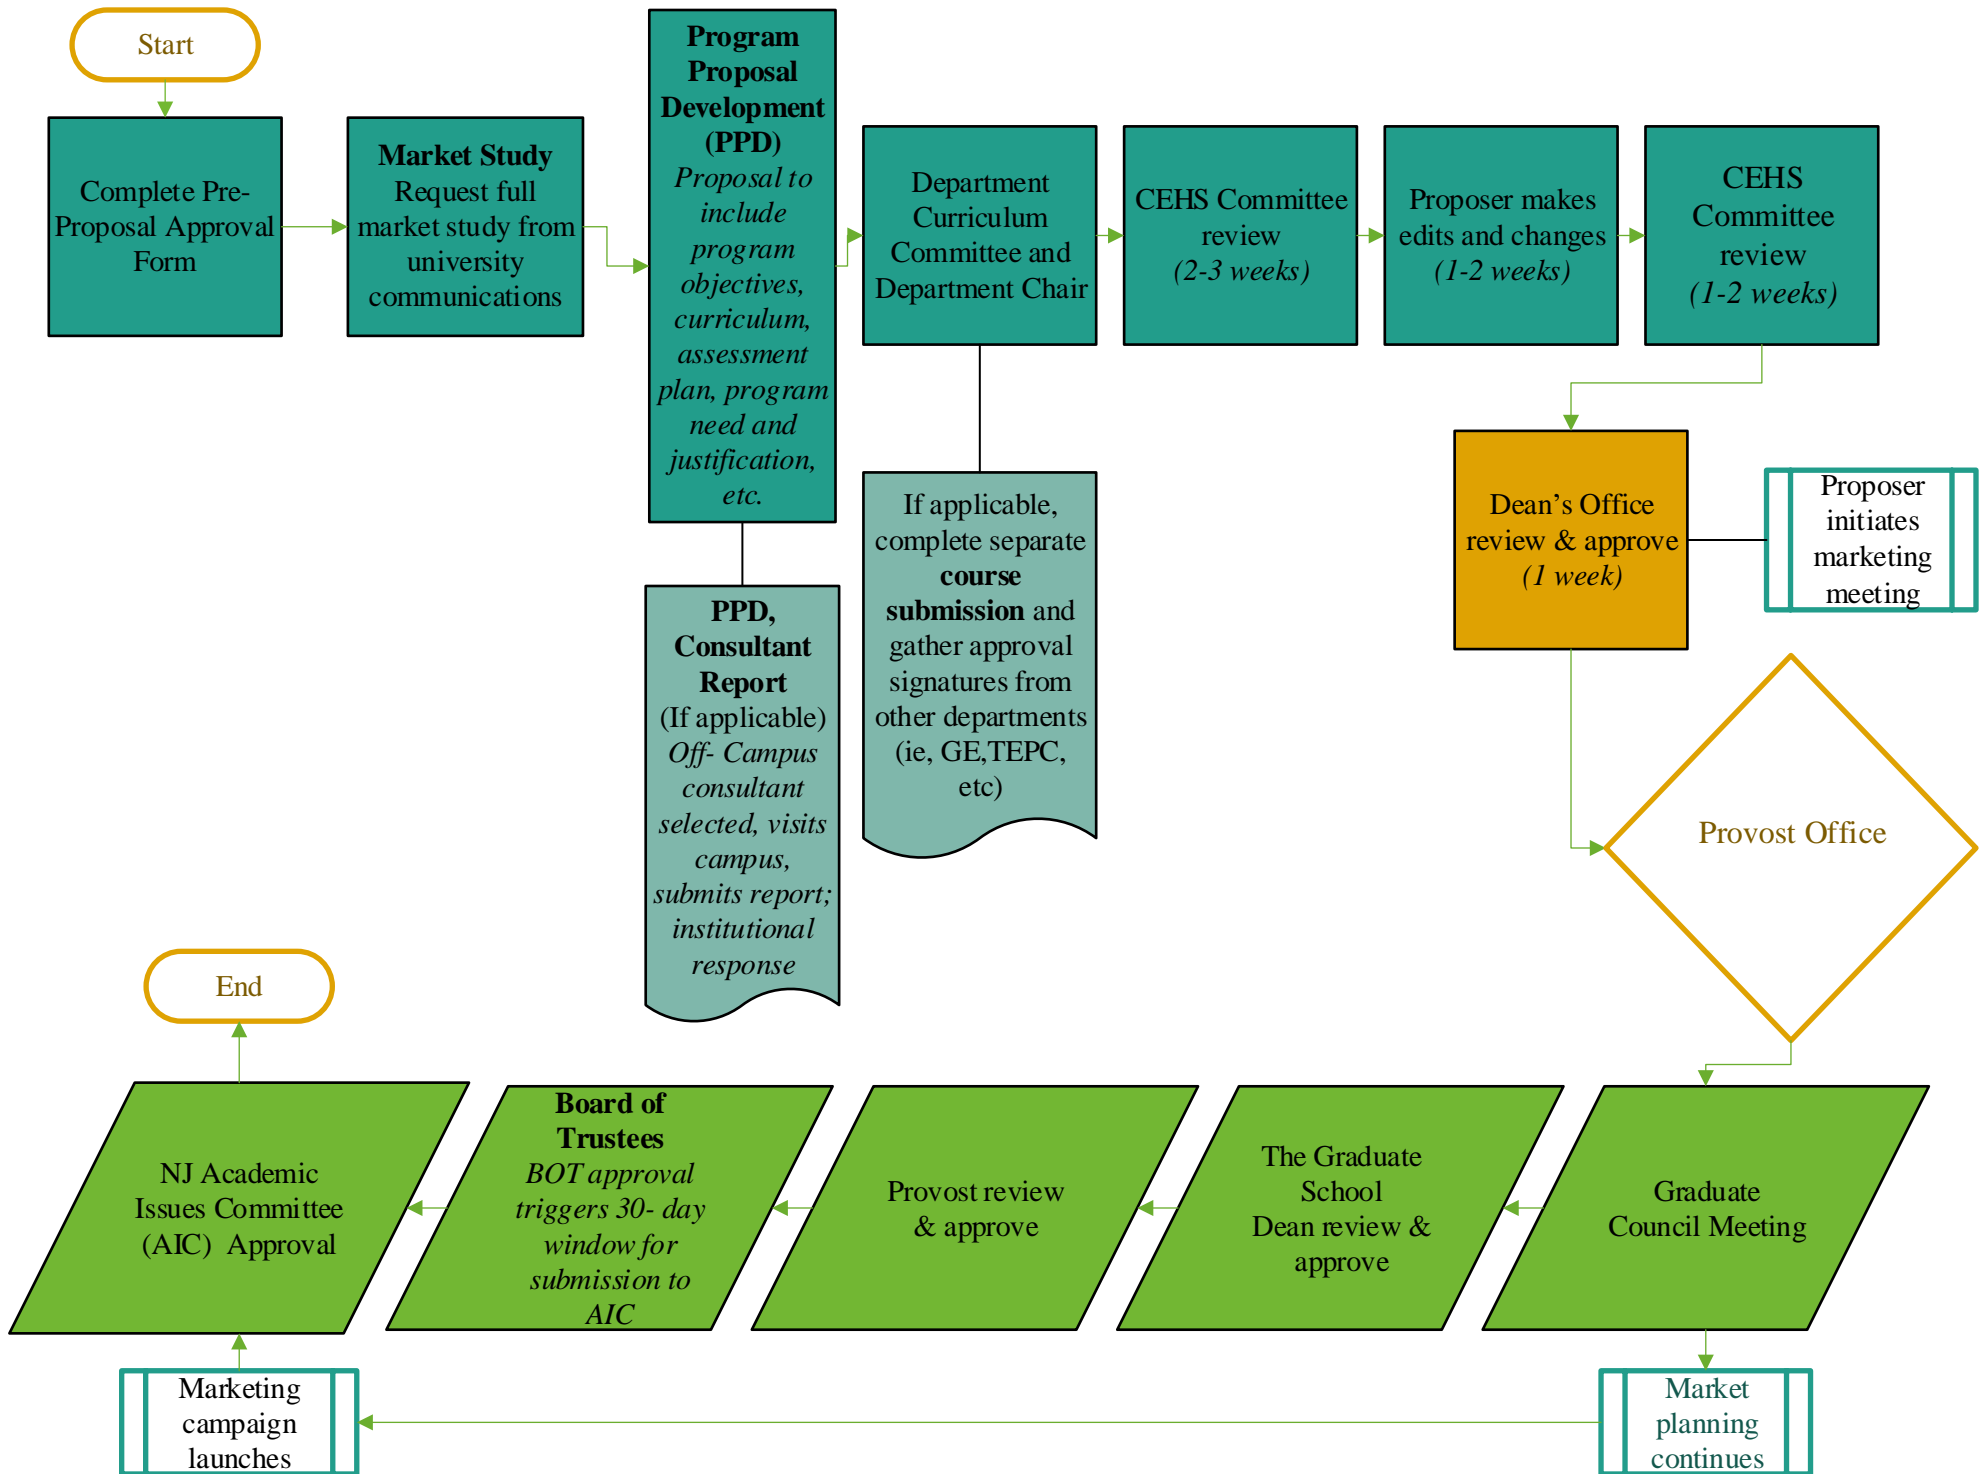 Start
Complete Pre-
Proposal Approval
Form
Market Study
Request full
market study from
university
communications
Program
Proposal
Development
(PPD)
Proposal to
include
program
objectives,
curriculum,
assessment
plan, program
need and
justification,
etc.
Department
Curriculum
Committee and
Department Chair
CEHS Committee
review
(2-3 weeks)
Proposer makes
edits and changes
(1-2 weeks)
CEHS
Committee
review
(1-2 weeks)
PPD,
Consultant
Report
(If applicable)
Off- Campus
consultant
selected, visits
campus,
submits report;
institutional
response
If applicable,
complete separate
course
submission and
gather approval
signatures from
other departments
(ie, GE,TEPC,
etc)
Dean’s Office
review & approve
(1 week)
Proposer
initiates
marketing
meeting
Provost Office
Graduate
Council Meeting
The Graduate
School
Dean review &
approve
Provost review
& approve
Board of
Trustees
BOT approval
triggers 30- day
window for
submission to
AIC
NJ Academic
Issues Committee
(AIC)  Approval
End
Market
planning
continues
Marketing
campaign
launches